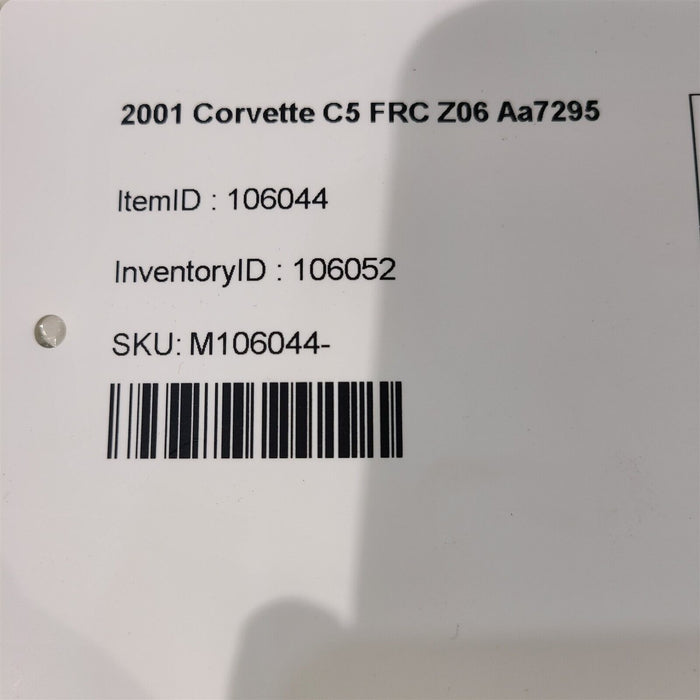 2001 Corvette C5 FRC Z06 Aa7295
ItemID : 106044
InventoryID : 106052
SKU: M106044-